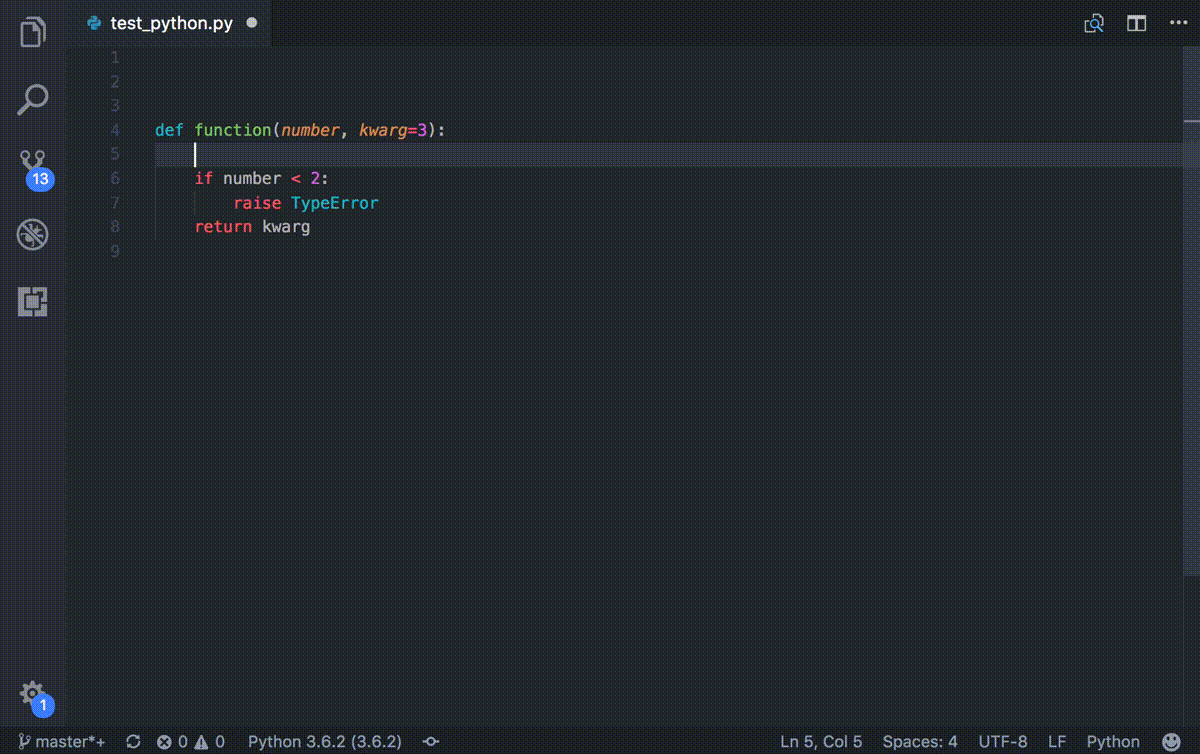 test_python.py
1
2
3
4 def function(number, kwarg=3):
5
6 if number < 2:
7 raise TypeError
8 return kwarg
9
13
1
master*+ 0 0 Python 3.6.2 (3.6.2) Ln 5, Col 5 Spaces: 4 UTF-8 LF Python